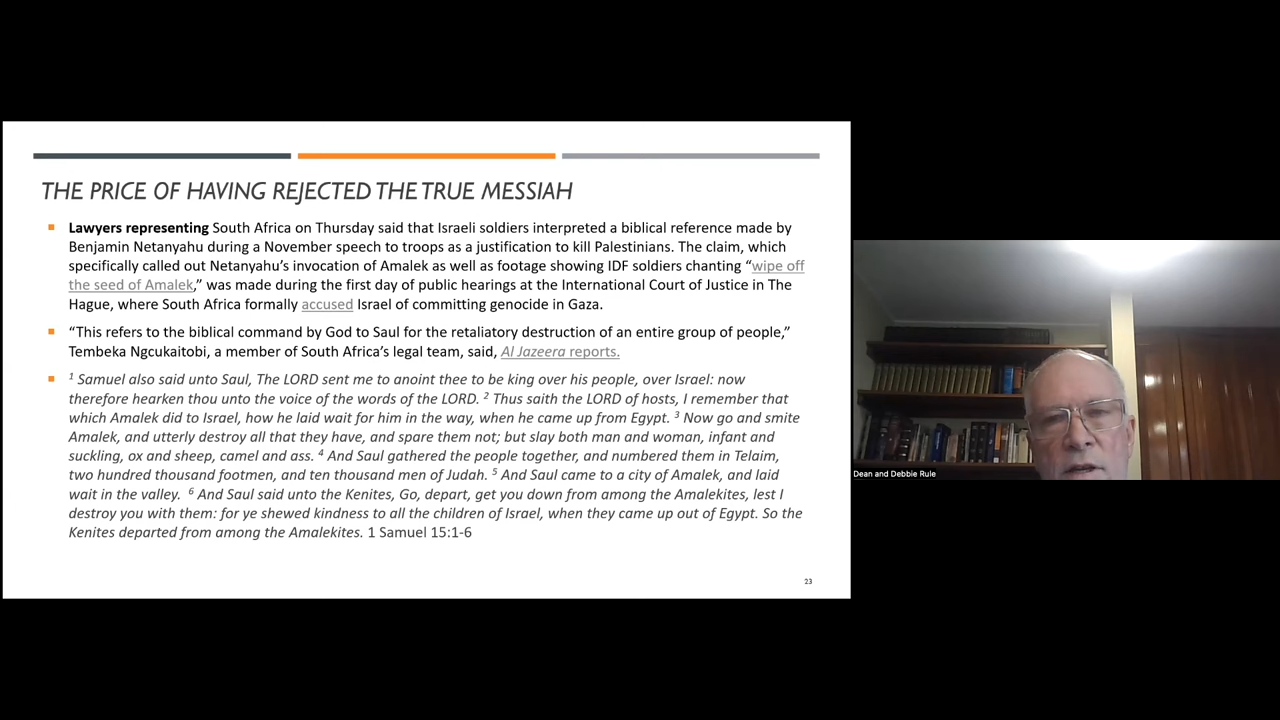 THE PRICE OF HAVING REJECTED THE TRUE MESSIAH
Lawyers representing South Africa on Thursday said that Israeli soldiers interpreted a biblical reference made by
Benjamin Netanyahu during a November speech to troops as a justification to kill Palestinians. The claim, which
specifically called out Netanyahu’s invocation of Amalek as well as footage showing IDF soldiers chanting “wipe off
the seed of Amalek,” was made during the first day of public hearings at the International Court of Justice in The
Hague, where South Africa formally accused Israel of committing genocide in Gaza.
“This refers to the biblical command by God to Saul for the retaliatory destruction of an entire group of people,”
Tembeka Ngcukaitobi, a member of South Africa’s legal team, said, Al Jazeera reports.
1 Samuel also said unto Saul, The LORD sent me to anoint thee to be king over his people, over Israel: now
therefore hearken thou unto the voice of the words of the LORD. 2 Thus saith the LORD of hosts, I remember that
which Amalek did to Israel, how he laid wait for him in the way, when he came up from Egypt. 3 Now go and smite
Amalek, and utterly destroy all that they have, and spare them not; but slay both man and woman, infant and
suckling, ox and sheep, camel and ass. 4 And Saul gathered the people together, and numbered them in Telaim,
two hundred thousand footmen, and ten thousand men of Judah. 5 And Saul came to a city of Amalek, and laid
wait in the valley. 6 And Saul said unto the Kenites, Go, depart, get you down from among the Amalekites, lest I
destroy you with them: for ye shewed kindness to all the children of Israel, when they came up out of Egypt. So the
Kenites departed from among the Amalekites. 1 Samuel 15:1-6
23
Dean and Debbie Rule